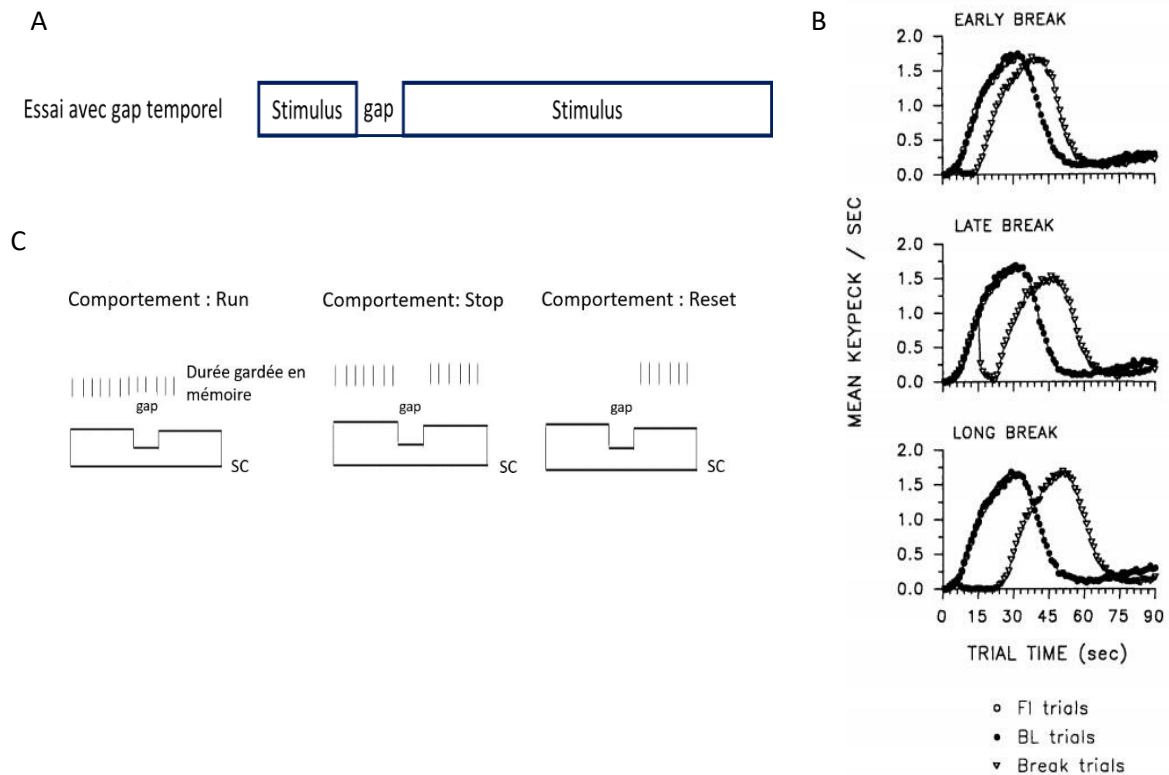 A
Essai avec gap temporel
Stimulus
gap
Stimulus
B
EARLY BREAK
2.0
1.5
1.0
0.5
0.0
LATE BREAK
2.0
1.5
1.0
0.5
0.0
LONG BREAK
2.0
1.5
1.0
0.5
0.0
MEAN KEYPECK / SEC
0 15 30 45 60 75 90
TRIAL TIME (sec)
FI trials
BL trials
Break trials
C
Comportement : Run
Durée gardée en
mémoire
gap
SC
Comportement: Stop
gap
SC
Comportement : Reset
gap
SC